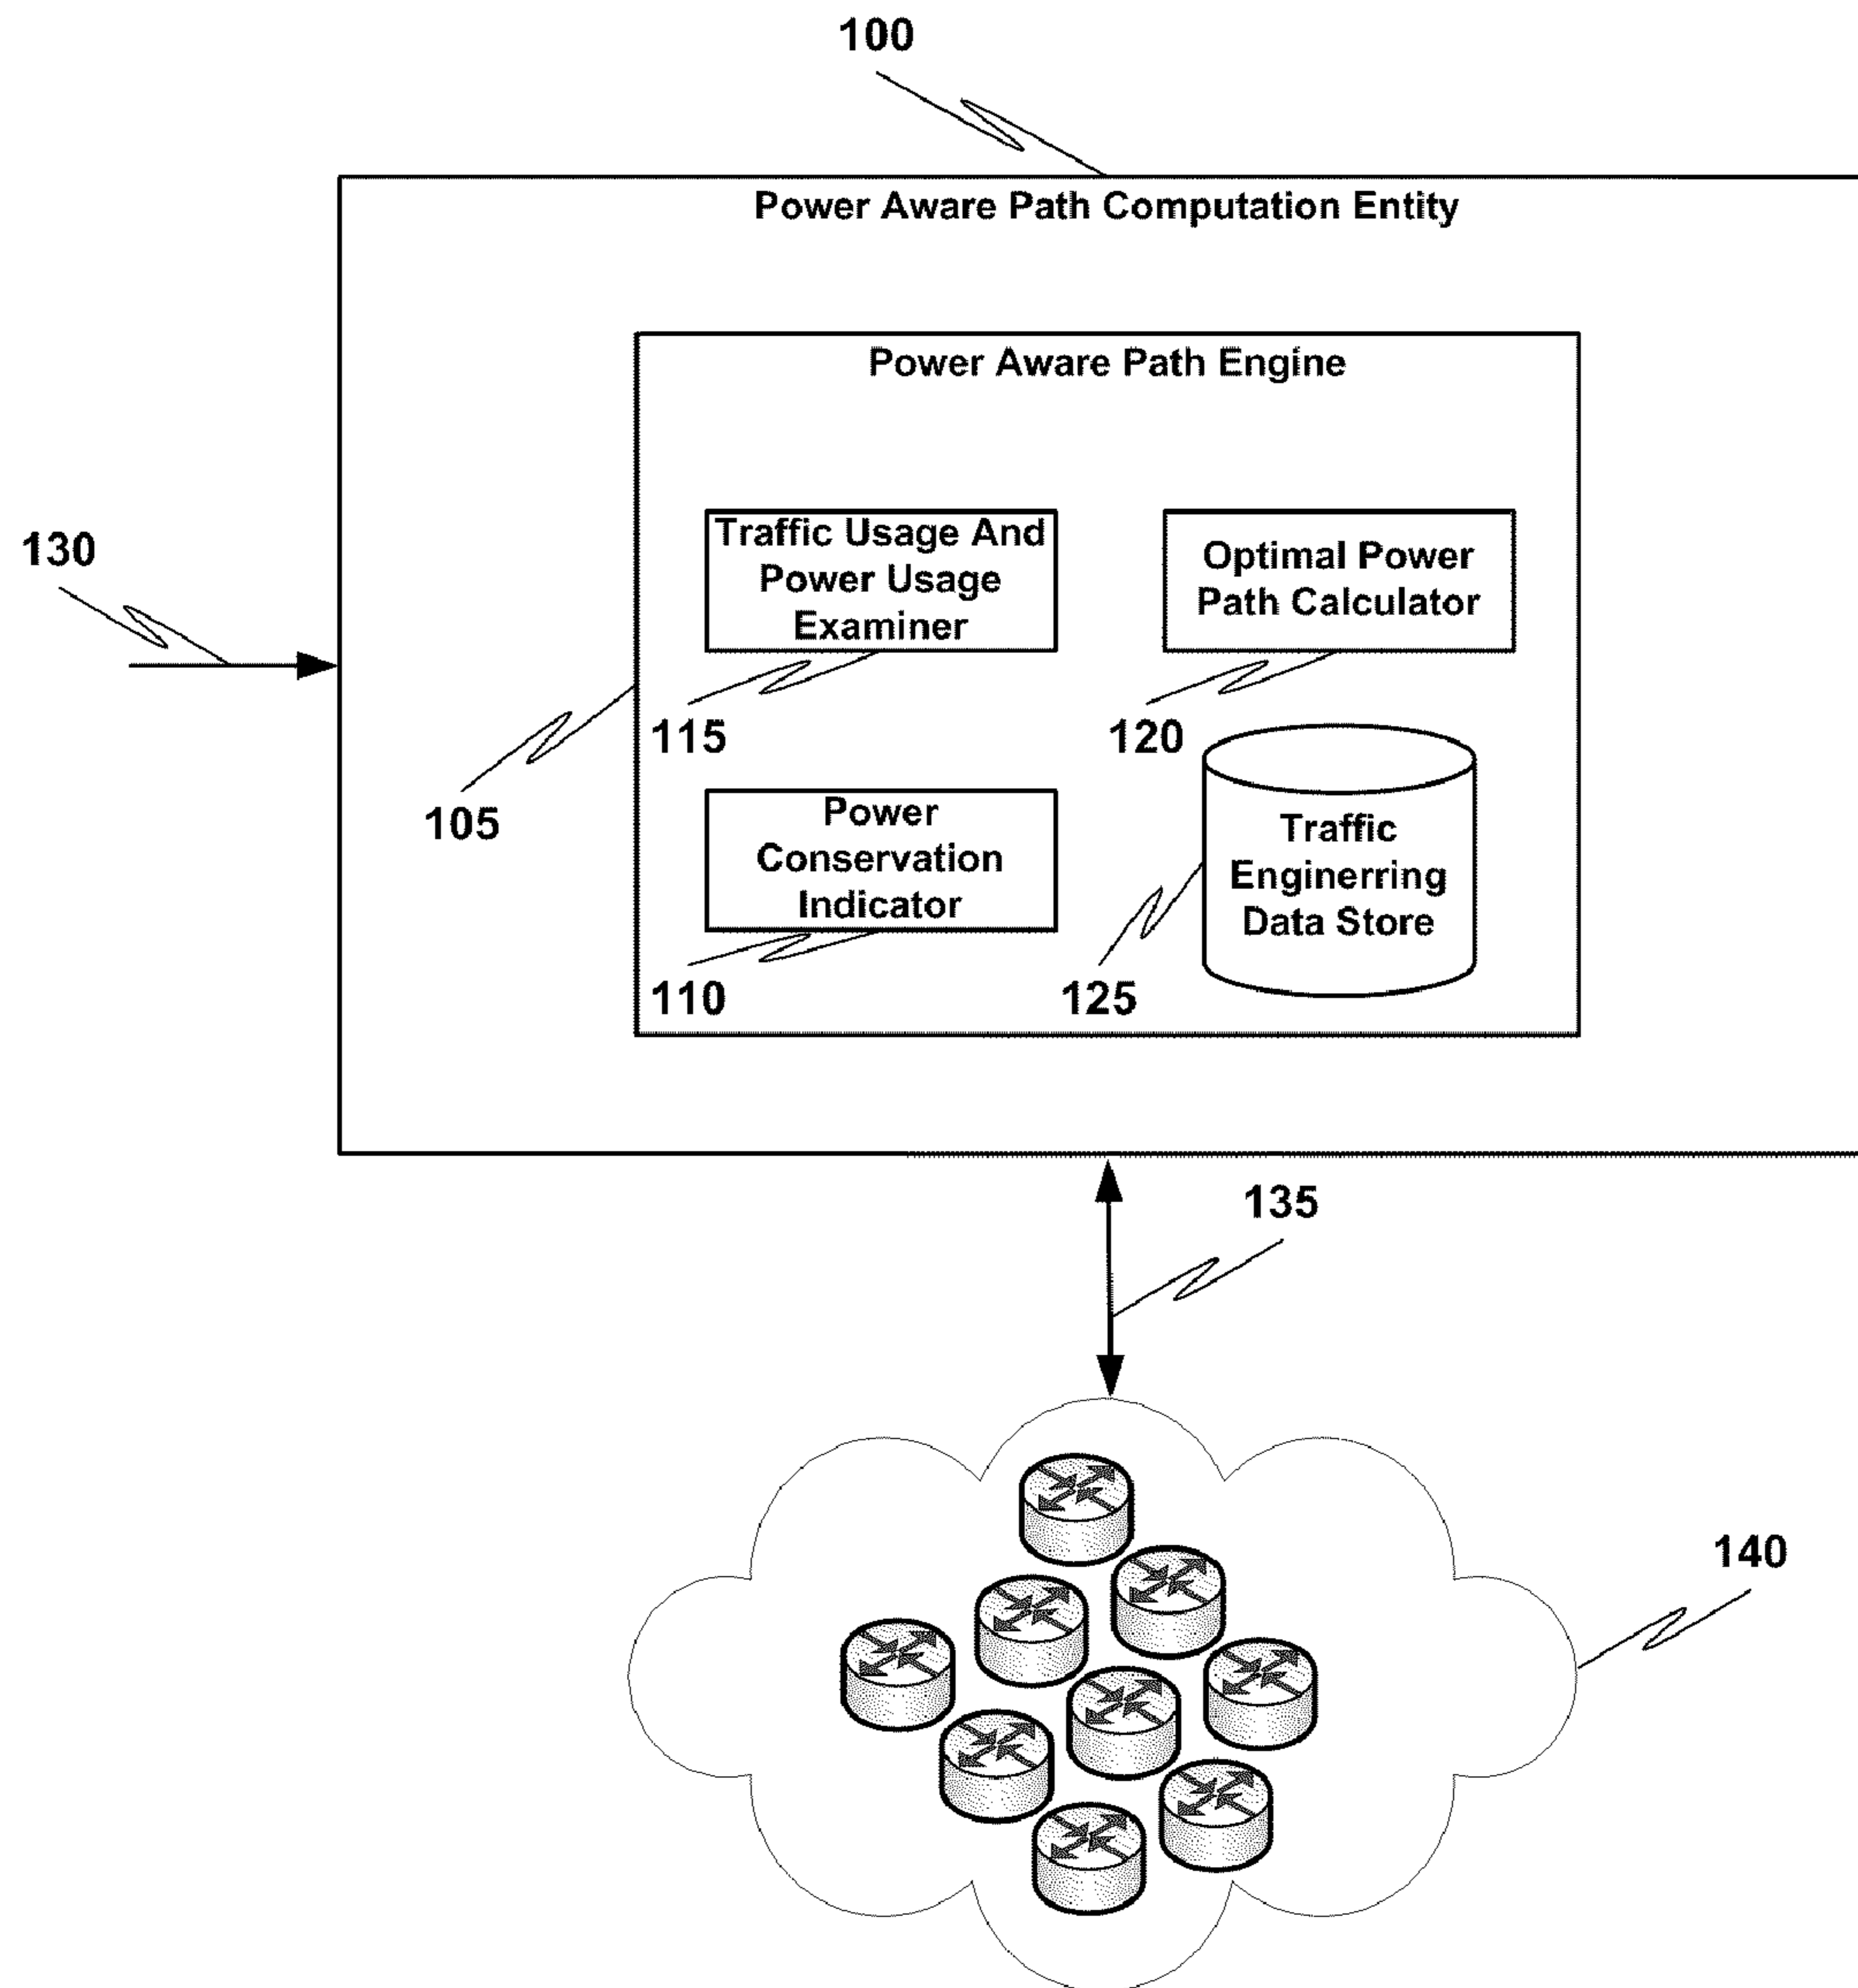 100
Power Aware Path Computation Entity
Power Aware Path Engine
130
Traffic Usage And
Power Usage
Examiner
Optimal Power
Path Calculator
115
120
105
Power
Conservation
Indicator
Traffic
Enginerring
Data Store
110
125
135
140